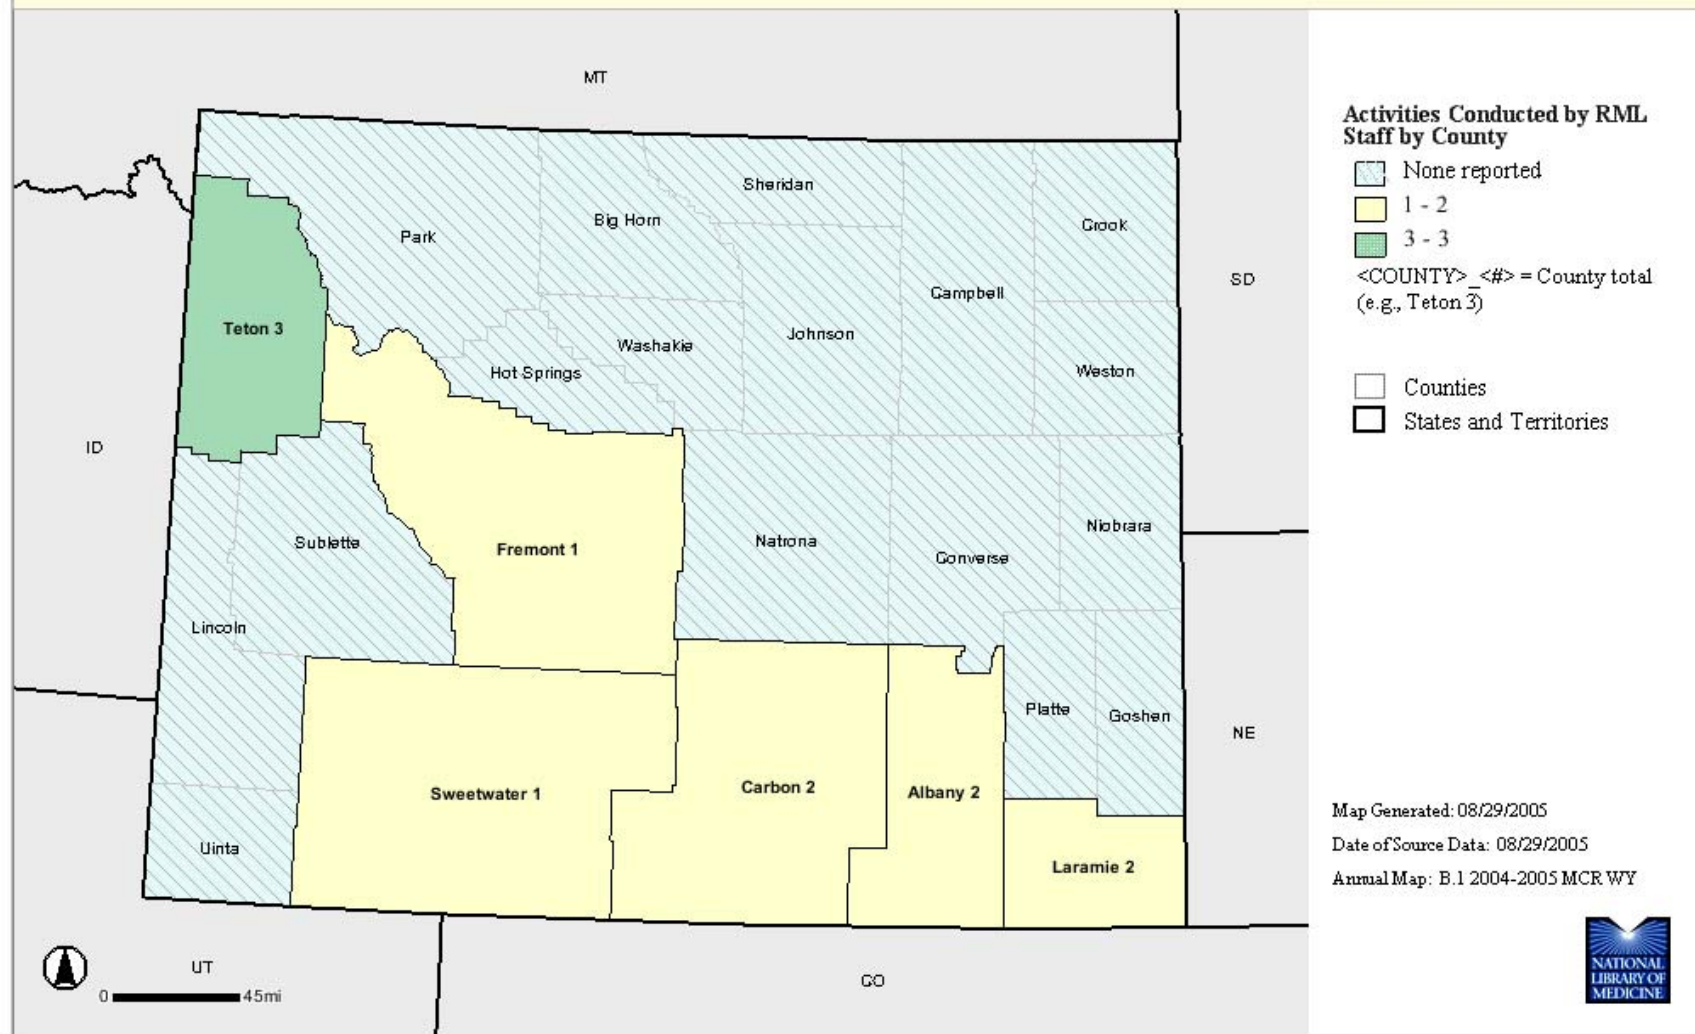 MT
Sheridan
Big Horn
Crook
Park
SD
Campbell
Teton 3
Johnson
Washakie
Hot Springs
Weston
ID
Niobrara
Sublette
Natrona
Fremont 1
Converse
Lincoln
Platte
Goshen
NE
Carbon 2
Albany 2
Sweetwater 1
Uinta
Laramie 2
UT
CO
0 45mi
Activities Conducted by RML
Staff by County
None reported
1 - 2
3 - 3
<COUNTY>_<#> = County total
(e.g., Teton 3)
Counties
States and Territories
Map Generated: 08/29/2005
Date of Source Data: 08/29/2005
Annual Map: B.1 2004-2005 MCR WY
NATIONAL
LIBRARY OF
MEDICINE